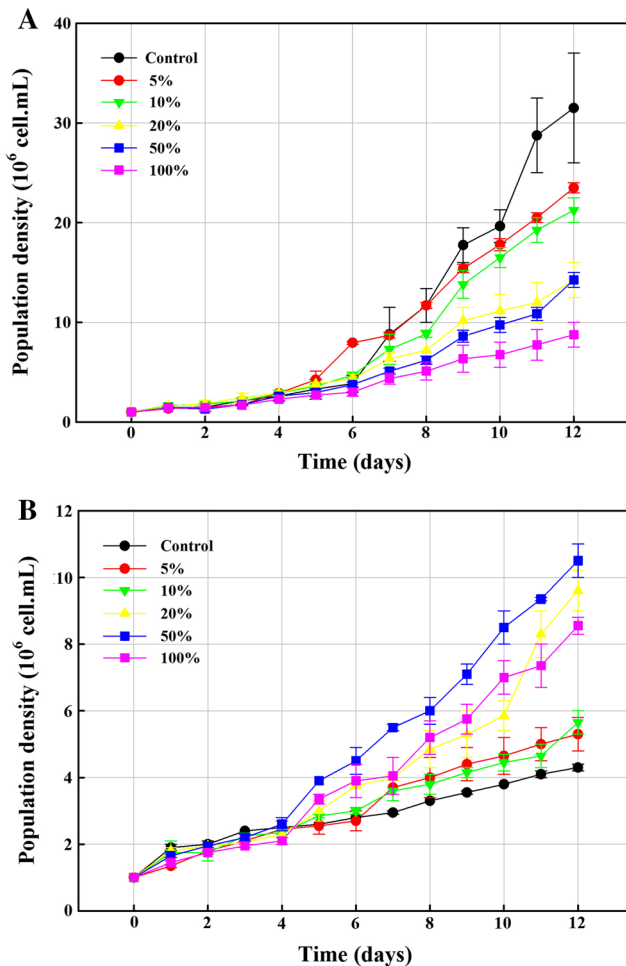 A
40
30
20
10
0
Population density (10⁶ cell.mL)
Control
5%
10%
20%
50%
100%
0 2 4 6 8 10 12
Time (days)
B
12
10
8
6
4
2
0
Population density (10⁶ cell.mL)
Control
5%
10%
20%
50%
100%
0 2 4 6 8 10 12
Time (days)